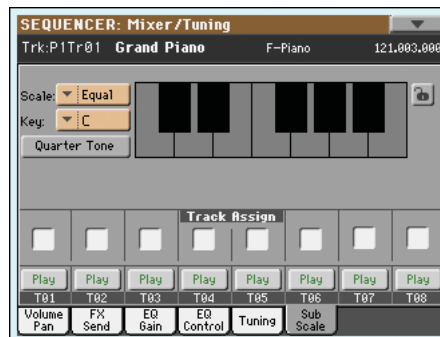 SEQUENCER: Mixer/Tuning
Trk:P1Tr01 Grand Piano F-Piano 121.003.000
Scale: Equal
Key: C
Quarter Tone
Track Assign
Play Play Play Play Play Play Play Play
T01 T02 T03 T04 T05 T06 T07 T08
Volume Pan FX Send EQ Gain EQ Control Tuning Sub Scale